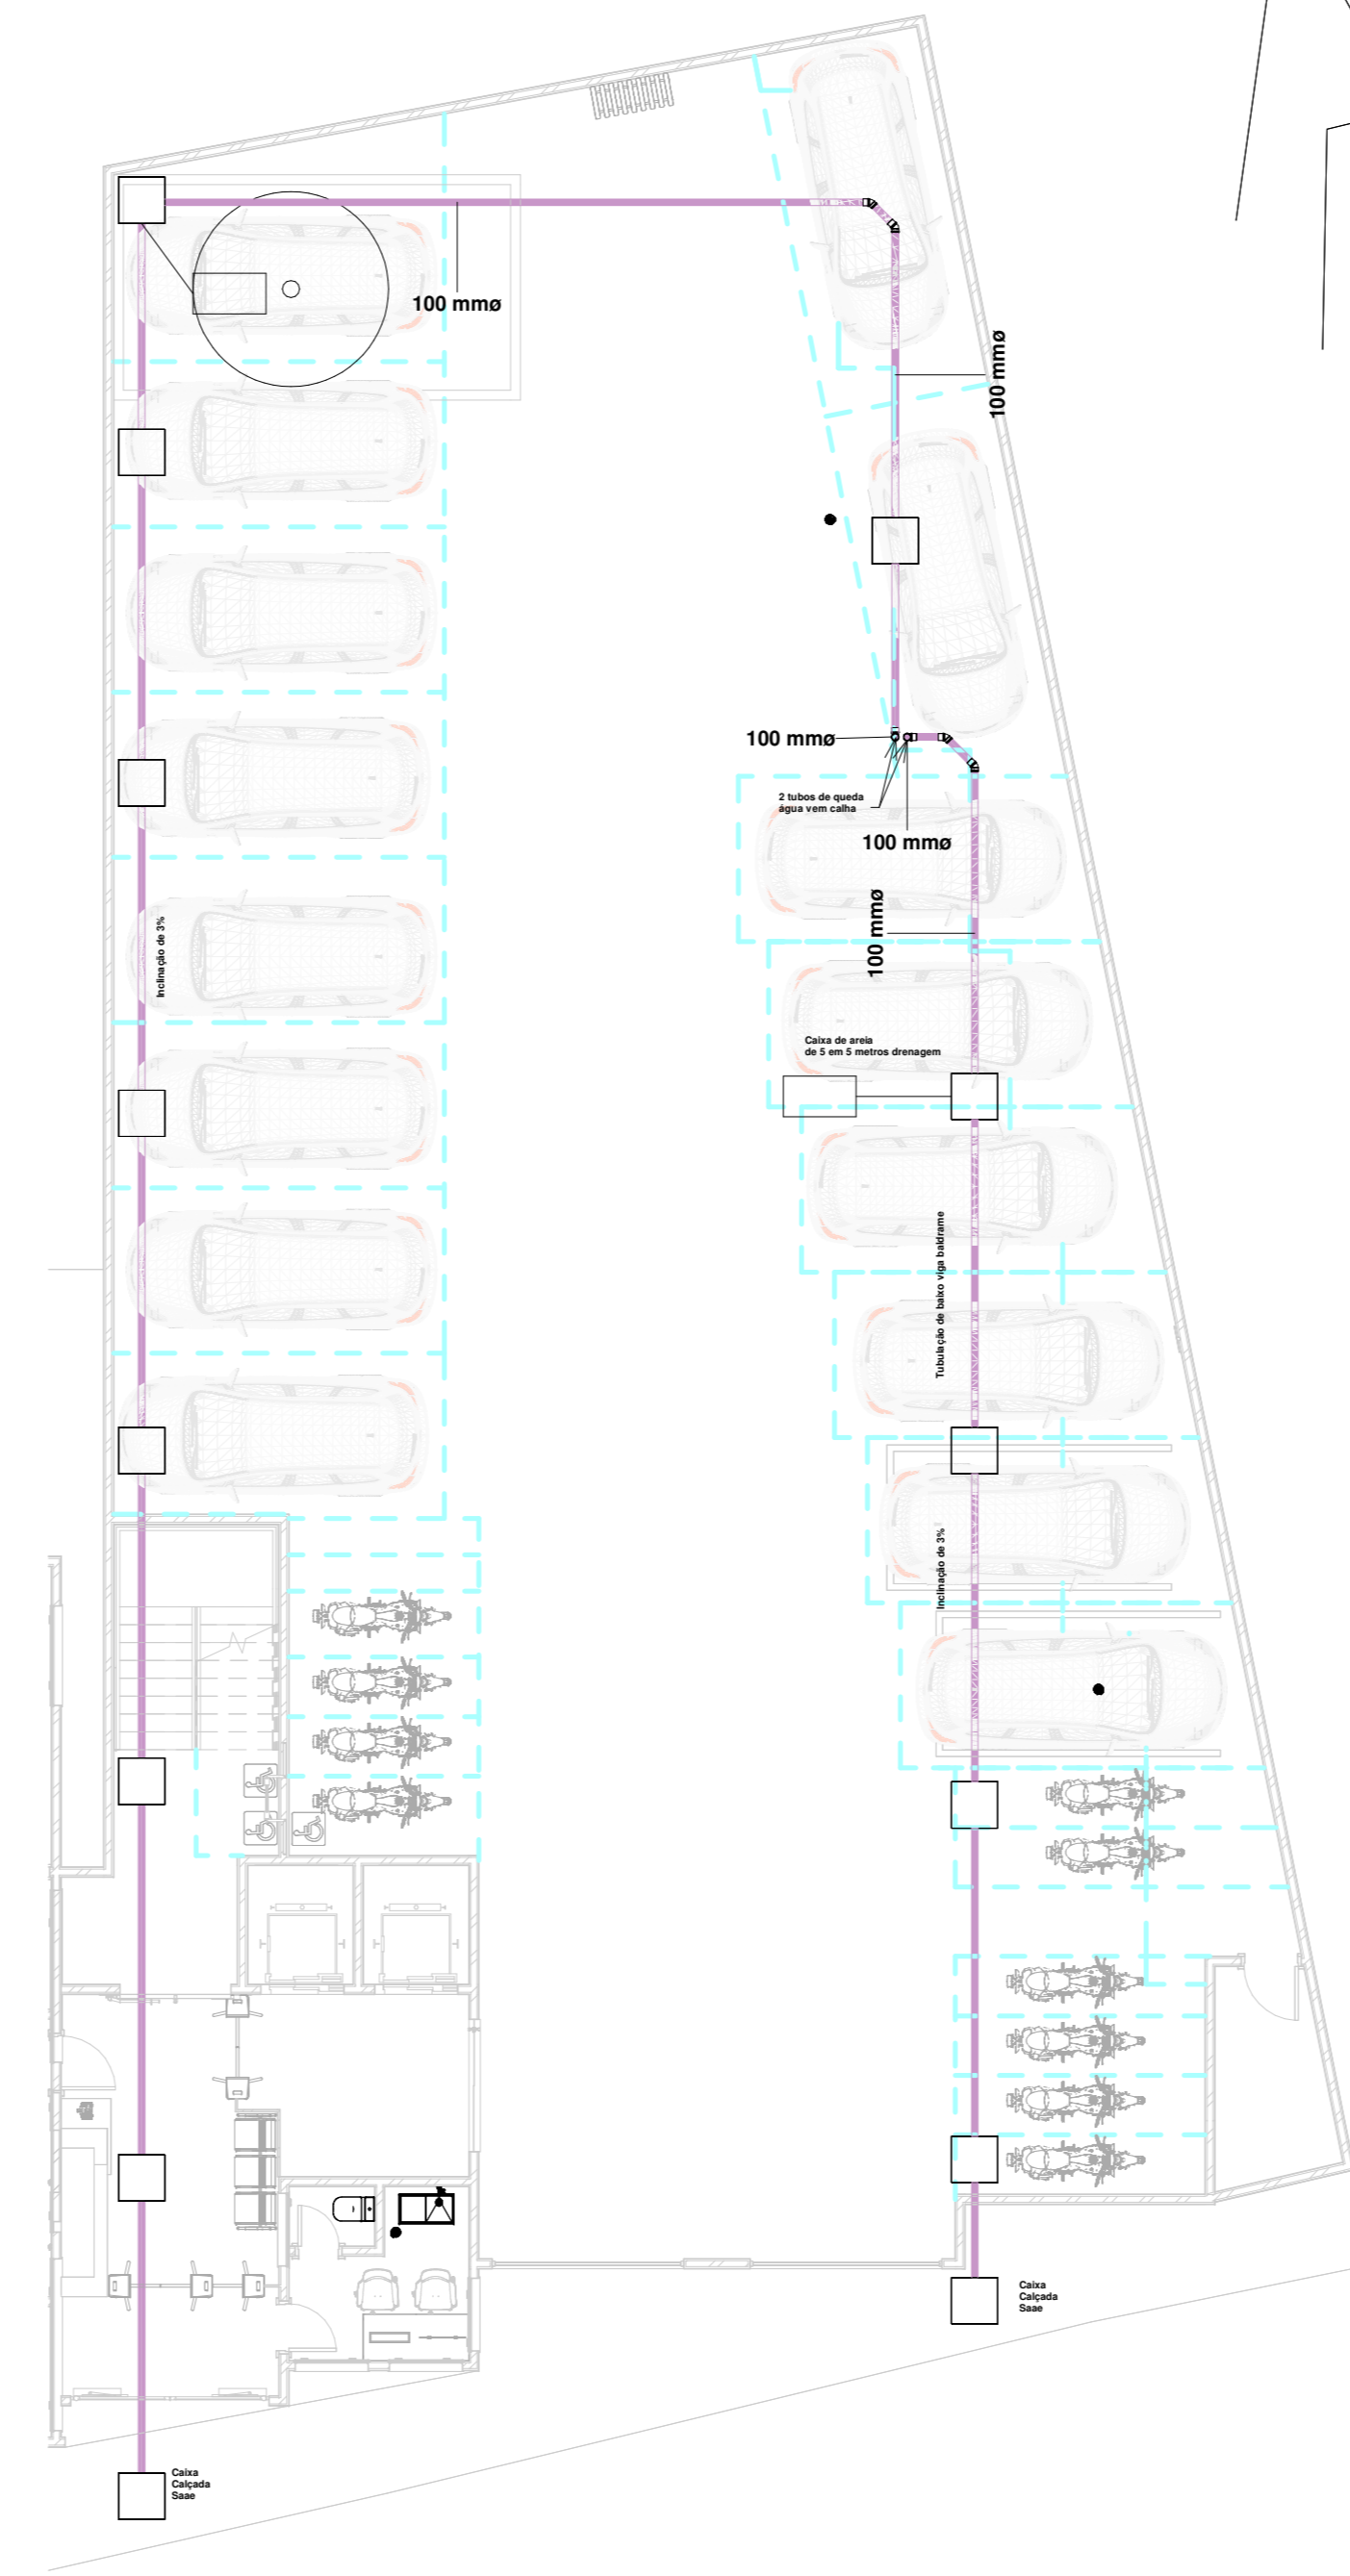 100 mmø
100 mmø
100 mmø
2 tubos de queda
água vem calha
100 mmø
100 mmø
Inclinação de 3%
Caixa de areia
de 5 em 5 metros drenagem
Tubulação de baixo viga baldrame
Inclinação de 3%
Caixa
Calçada
Saae
Caixa
Calçada
Saae